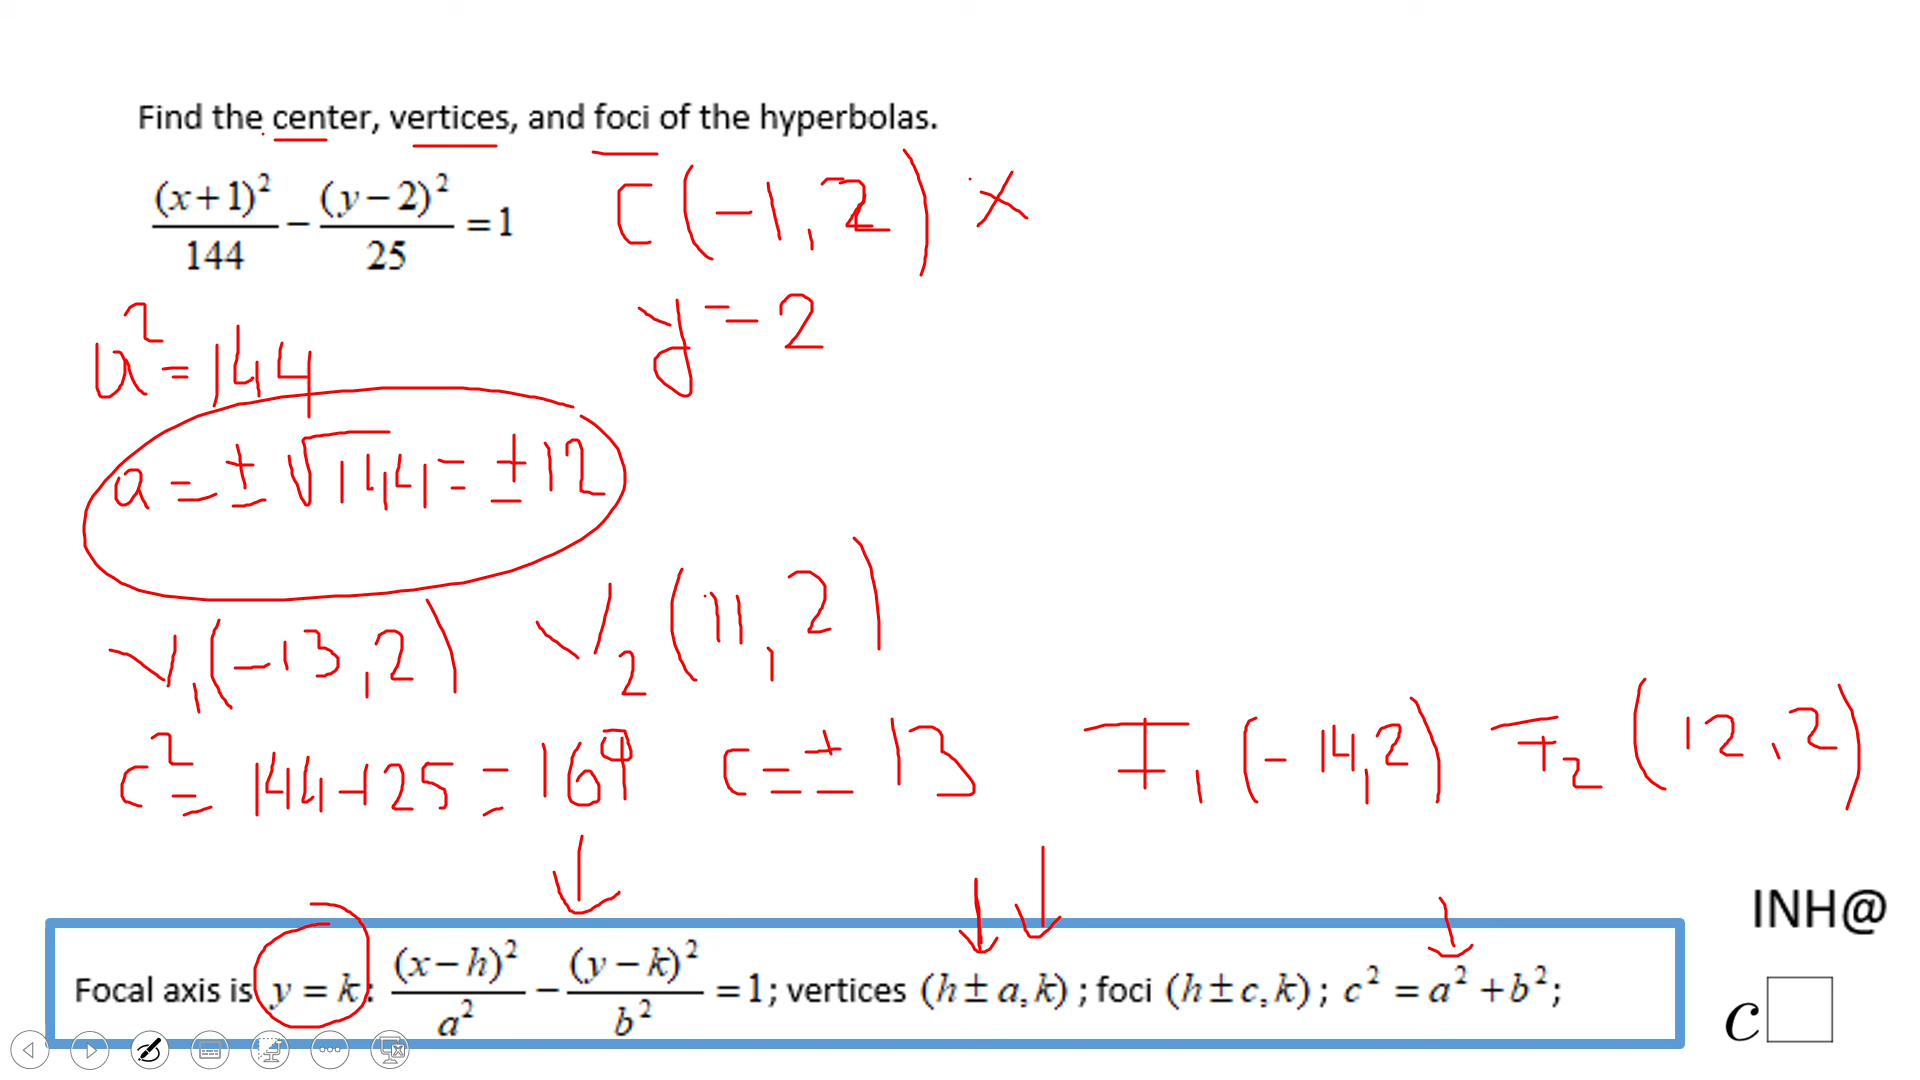 Find the center, vertices, and foci of the hyperbolas.
(x+1)²/144 − (y−2)²/25 = 1
C(-1,2) x
y = 2
a² = 144
a = ± √144 = ± 12
V₁(-13,2) V₂(11,2)
c² = 144+25 = 169 c = ± 13 F₁(-14,2) F₂(12,2)
INH@
Focal axis is y = k: (x−h)²/a² − (y−k)²/b² = 1; vertices (h ± a, k) ; foci (h ± c, k) ; c² = a² + b²;
c